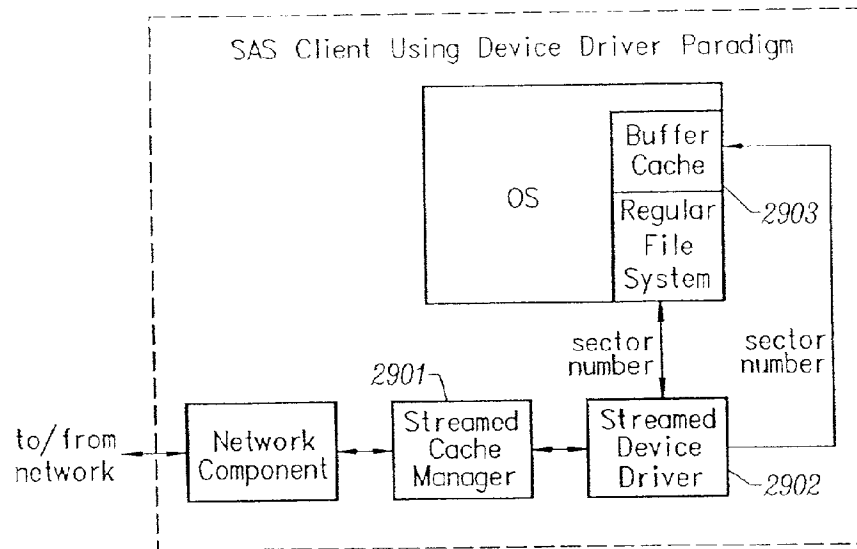 SAS Client Using Device Driver Paradigm
Buffer
Cache
OS
2903
Regular
File
System
sector
number
sector
number
2901
to/from
network
Network
Component
Streamed
Cache
Manager
Streamed
Device
Driver
2902